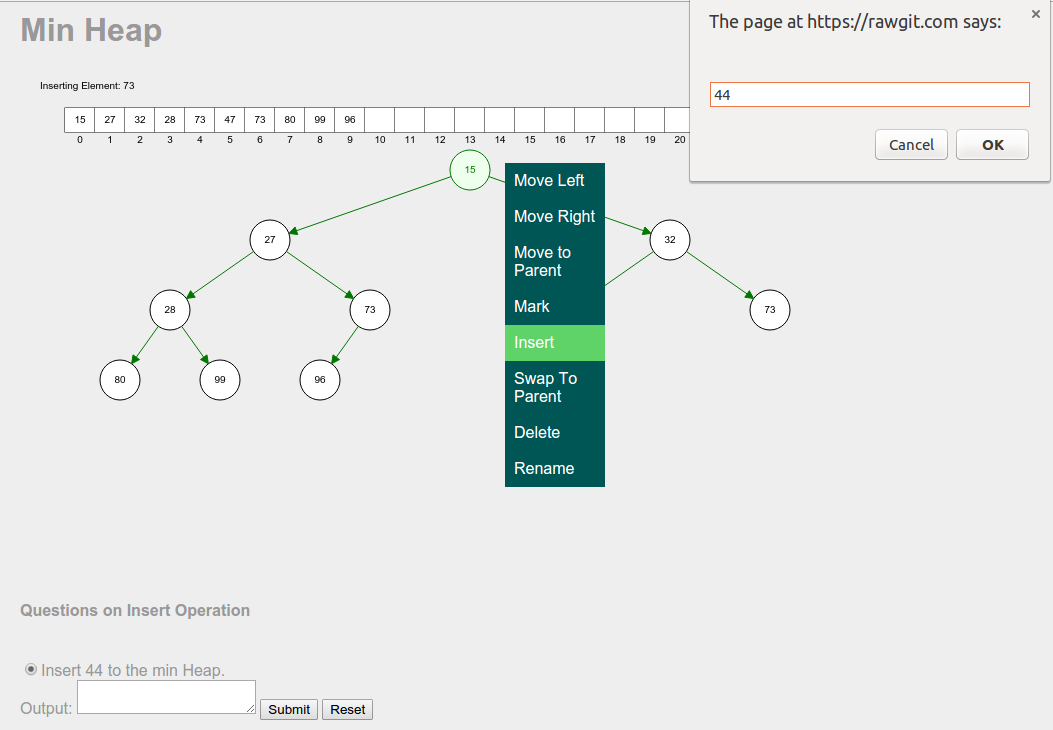 Min Heap
The page at https://rawgit.com says:
×
44
Cancel OK
Inserting Element: 73
15 27 32 28 73 47 73 80 99 96
0 1 2 3 4 5 6 7 8 9 10 11 12 13 14 15 16 17 18 19 20
15
27
32
28
73
73
80
99
96
Move Left
Move Right
Move to
Parent
Mark
Insert
Swap To
Parent
Delete
Rename
Questions on Insert Operation
Insert 44 to the min Heap.
Output:
Submit Reset